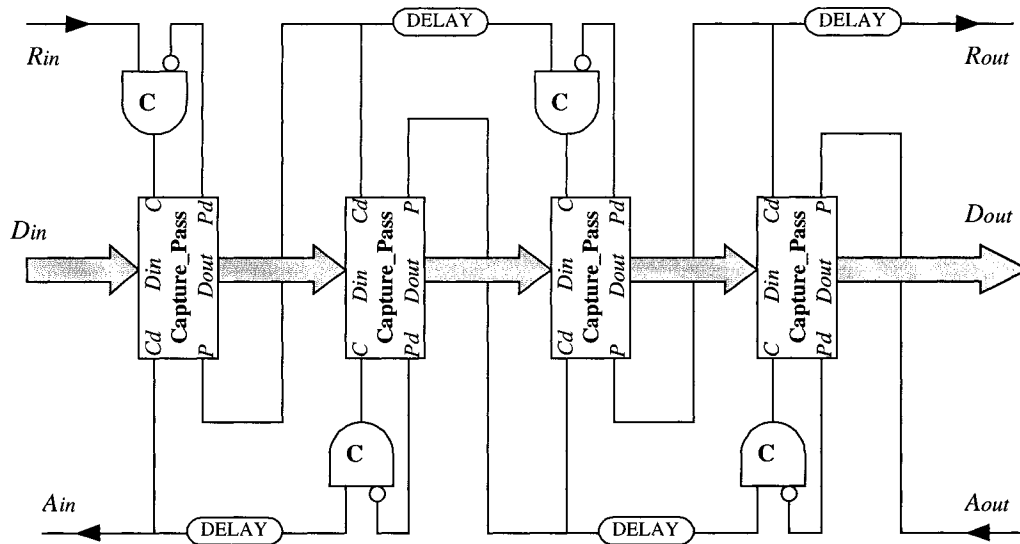 DELAY
DELAY
Rin
Rout
C
C
C
Pd
Cd
P
C
Pd
Cd
P
Din
Dout
Din
Capture_Pass
Dout
Din
Capture_Pass
Dout
Din
Capture_Pass
Dout
Din
Capture_Pass
Dout
Cd
P
C
Pd
Cd
P
C
Pd
C
C
Ain
Aout
DELAY
DELAY